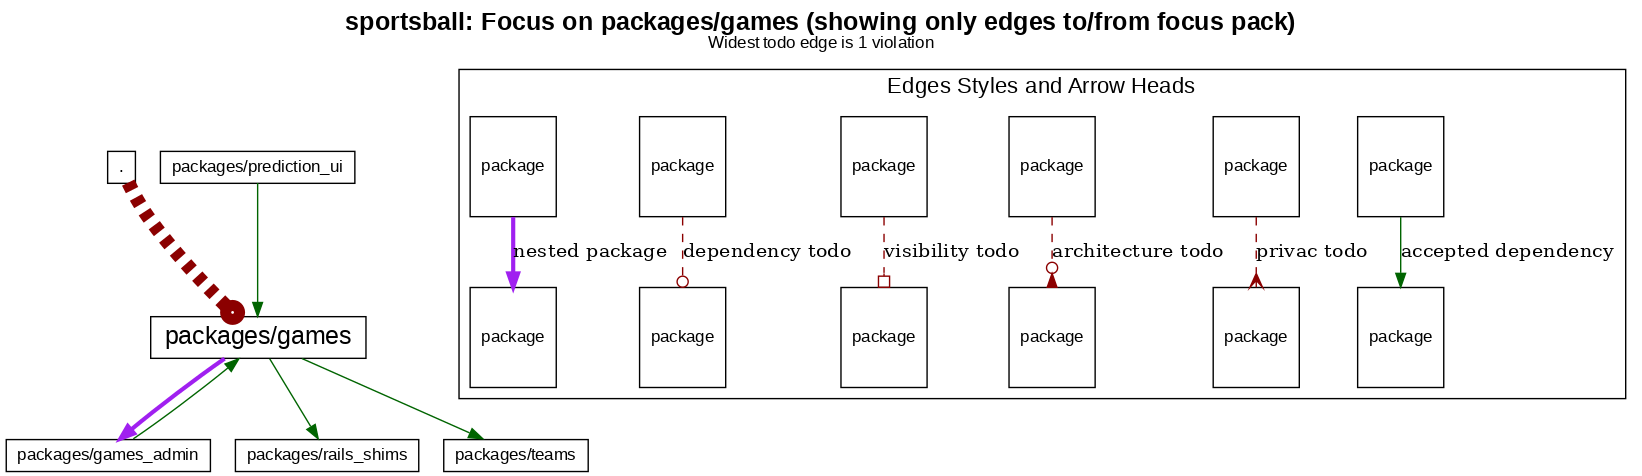 sportsball: Focus on packages/games (showing only edges to/from focus pack)
Widest todo edge is 1 violation
Edges Styles and Arrow Heads
package package package package package package
. packages/prediction_ui
nested package dependency todo visibility todo architecture todo privac todo accepted dependency
packages/games
package package package package package package
packages/games_admin packages/rails_shims packages/teams